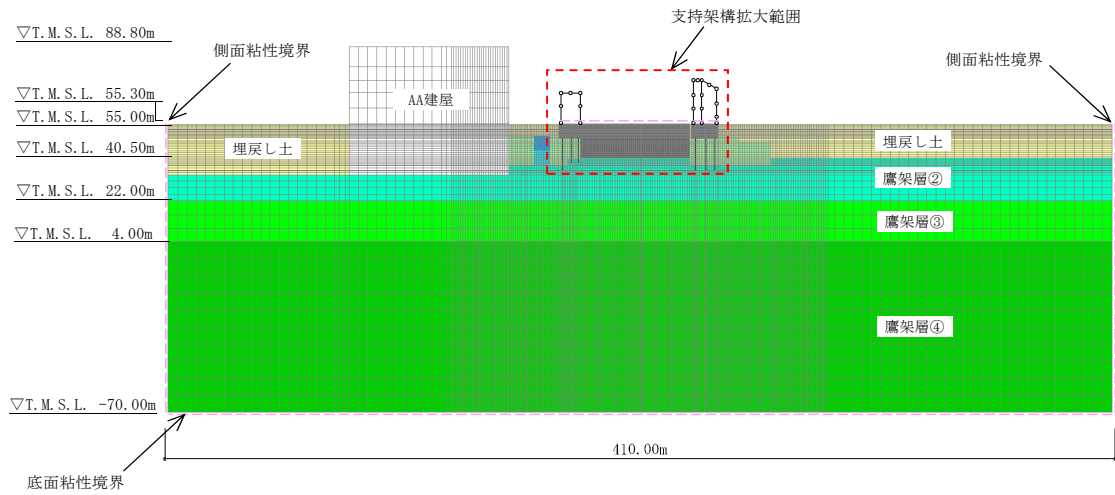 支持架構拡大範囲
▽T.M.S.L. 88.80m
側面粘性境界
側面粘性境界
▽T.M.S.L. 55.30m
AA建屋
▽T.M.S.L. 55.00m
▽T.M.S.L. 40.50m
埋戻し土
埋戻し土
鷹架層②
▽T.M.S.L. 22.00m
鷹架層③
▽T.M.S.L. 4.00m
鷹架層④
▽T.M.S.L. -70.00m
410.00m
底面粘性境界